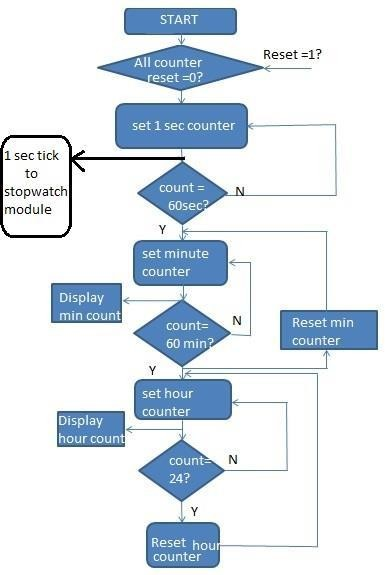 START
Reset =1?
All counter
reset =0?
set 1 sec counter
1 sec tick
to
stopwatch
module
count =
60sec?
N
Y
set minute
counter
Display
min count
count=
60 min?
N
Reset min
counter
Y
set hour
counter
Display
hour count
count=
24?
N
Y
Reset hour
counter